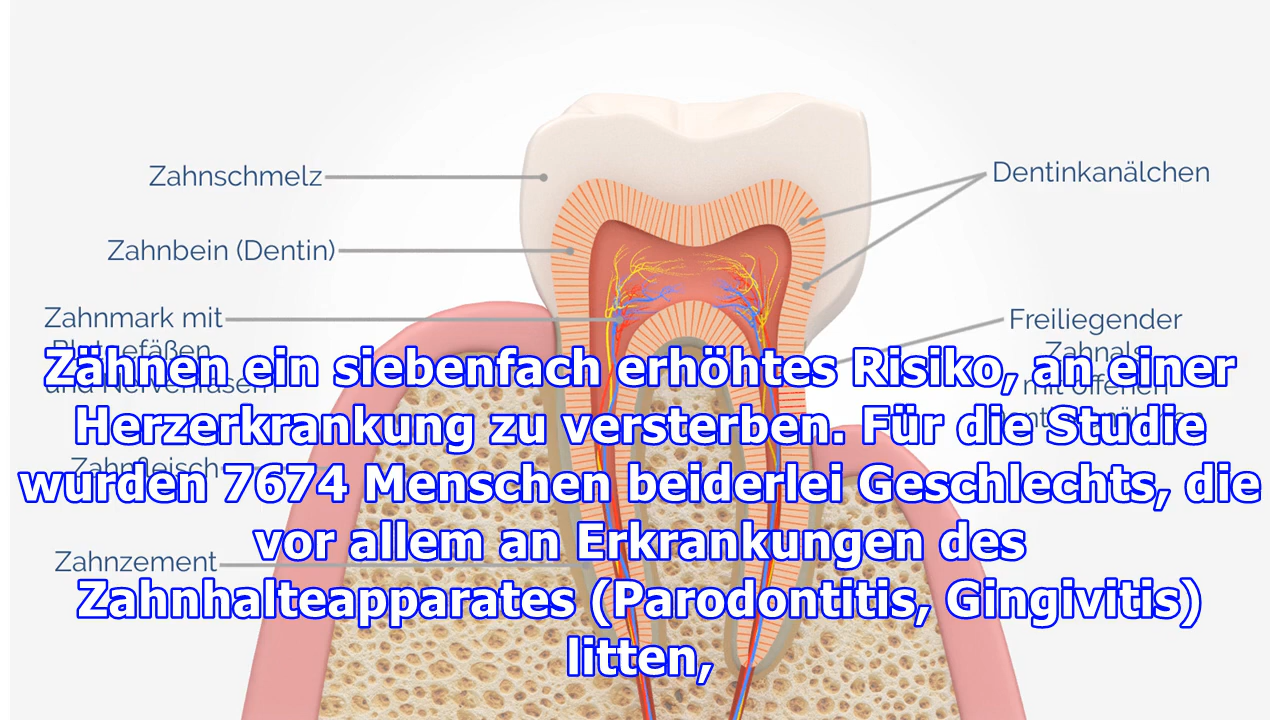 Zahnschmelz
Dentinkanälchen
Zahnbein (Dentin)
Zahnmark mit
Freiliegender
Zähnen ein siebenfach erhöhtes Risiko, an einer
Herzerkrankung zu versterben. Für die Studie
wurden 7674 Menschen beiderlei Geschlechts, die
vor allem an Erkrankungen des
Zahnzement
Zahnhalteapparates (Parodontitis, Gingivitis)
litten,
Zahnfleisch